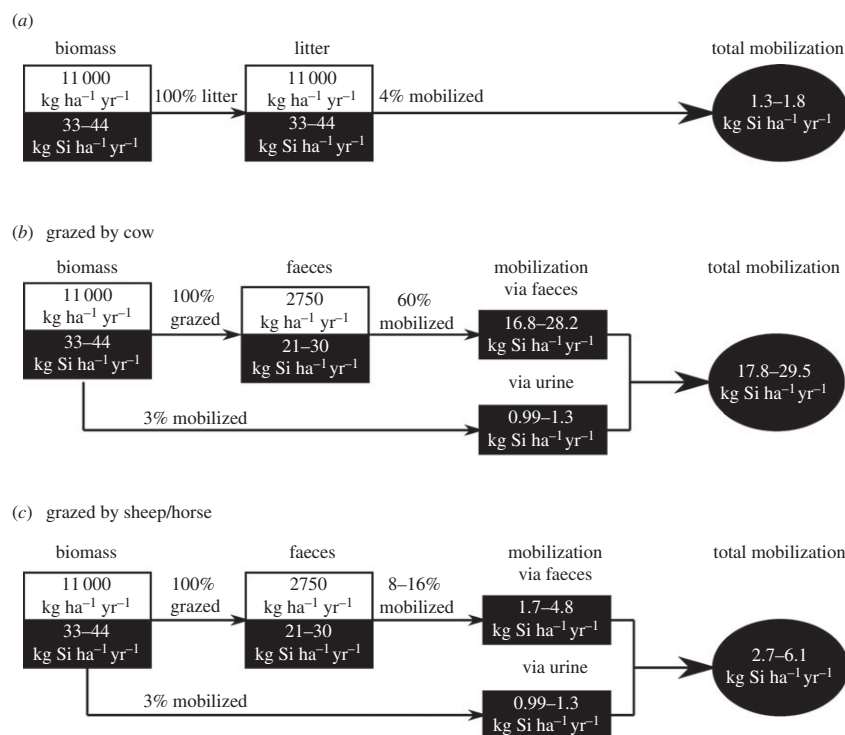 (a)
biomass
litter
total mobilization
11 000
kg ha⁻¹ yr⁻¹
33–44
kg Si ha⁻¹ yr⁻¹
100% litter
11 000
kg ha⁻¹ yr⁻¹
33–44
kg Si ha⁻¹ yr⁻¹
4% mobilized
1.3–1.8
kg Si ha⁻¹ yr⁻¹
(b) grazed by cow
biomass
faeces
mobilization
via faeces
total mobilization
11 000
kg ha⁻¹ yr⁻¹
33–44
kg Si ha⁻¹ yr⁻¹
100%
grazed
2750
kg ha⁻¹ yr⁻¹
21–30
kg Si ha⁻¹ yr⁻¹
60%
mobilized
16.8–28.2
kg Si ha⁻¹ yr⁻¹
via urine
3% mobilized
0.99–1.3
kg Si ha⁻¹ yr⁻¹
17.8–29.5
kg Si ha⁻¹ yr⁻¹
(c) grazed by sheep/horse
biomass
faeces
mobilization
via faeces
total mobilization
11 000
kg ha⁻¹ yr⁻¹
33–44
kg Si ha⁻¹ yr⁻¹
100%
grazed
2750
kg ha⁻¹ yr⁻¹
21–30
kg Si ha⁻¹ yr⁻¹
8–16%
mobilized
1.7–4.8
kg Si ha⁻¹ yr⁻¹
via urine
3% mobilized
0.99–1.3
kg Si ha⁻¹ yr⁻¹
2.7–6.1
kg Si ha⁻¹ yr⁻¹